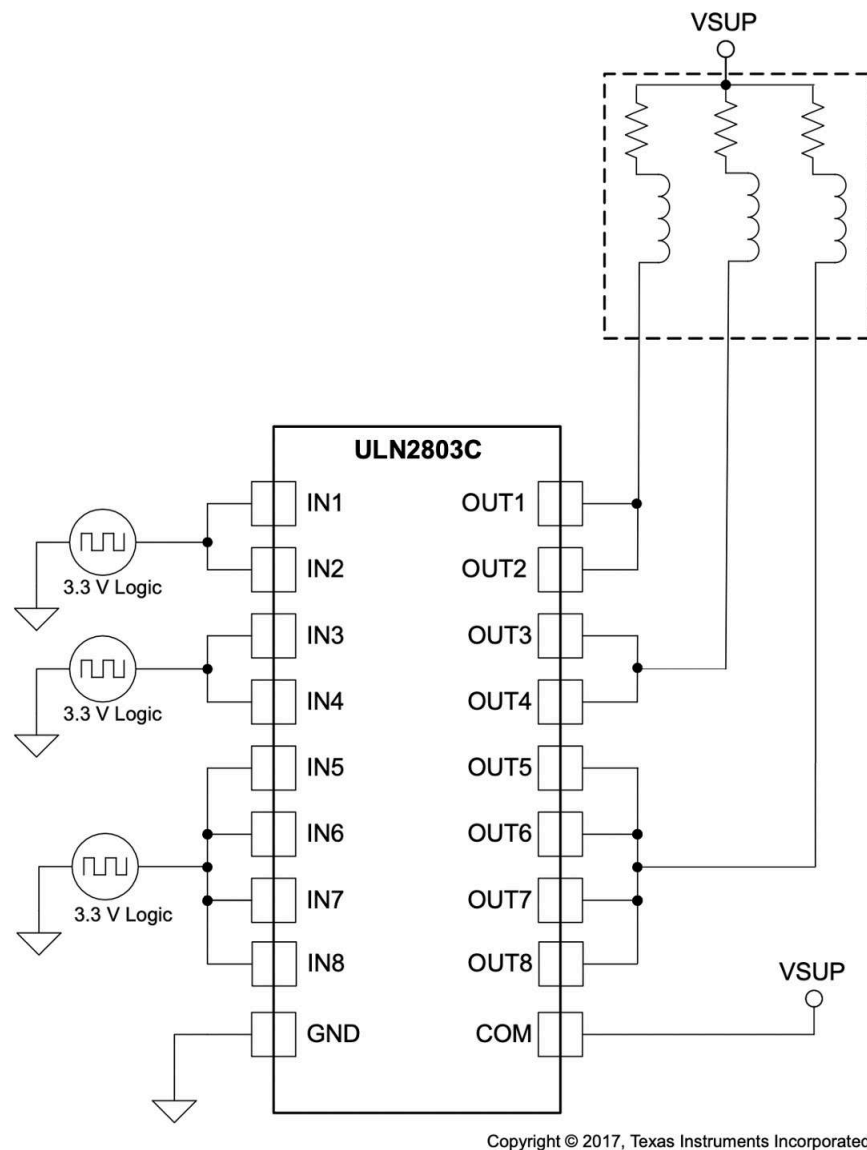 VSUP
ULN2803C
IN1 OUT1
IN2 OUT2
3.3 V Logic
IN3 OUT3
IN4 OUT4
3.3 V Logic
IN5 OUT5
IN6 OUT6
IN7 OUT7
3.3 V Logic
IN8 OUT8
VSUP
GND COM
Copyright © 2017, Texas Instruments Incorporated